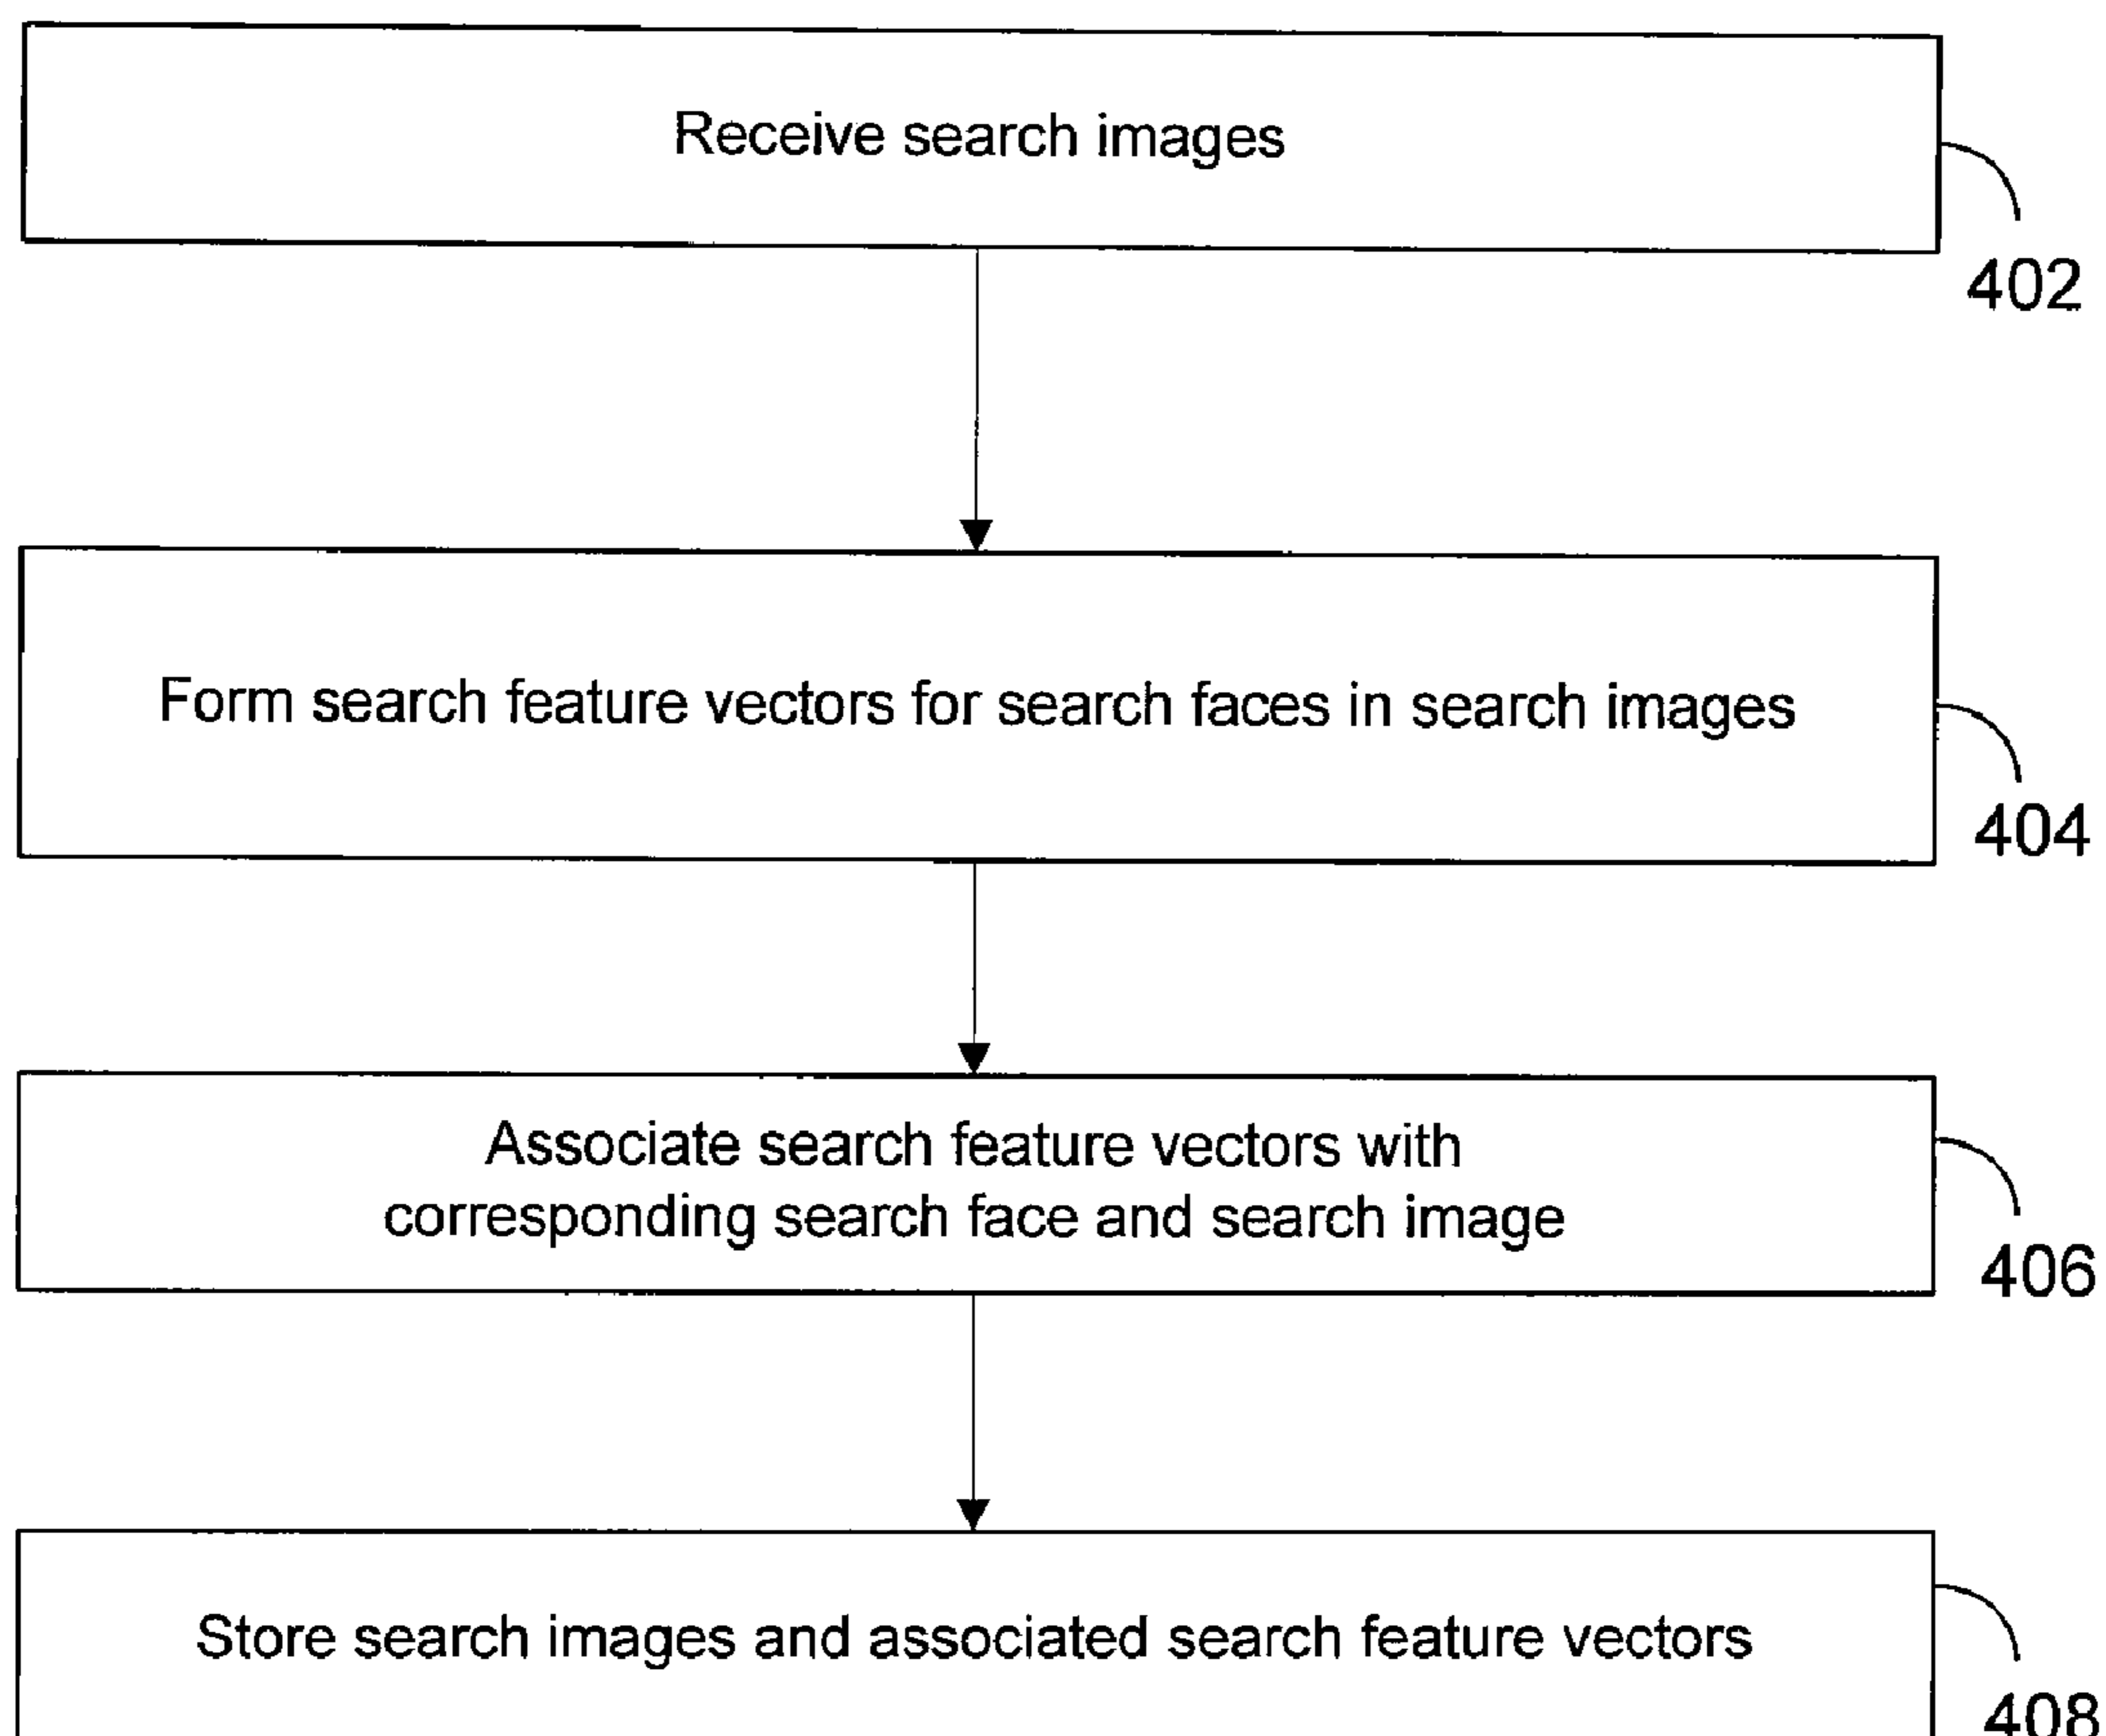 Receive search images
402
Form search feature vectors for search faces in search images
404
Associate search feature vectors with
corresponding search face and search image
406
Store search images and associated search feature vectors
408